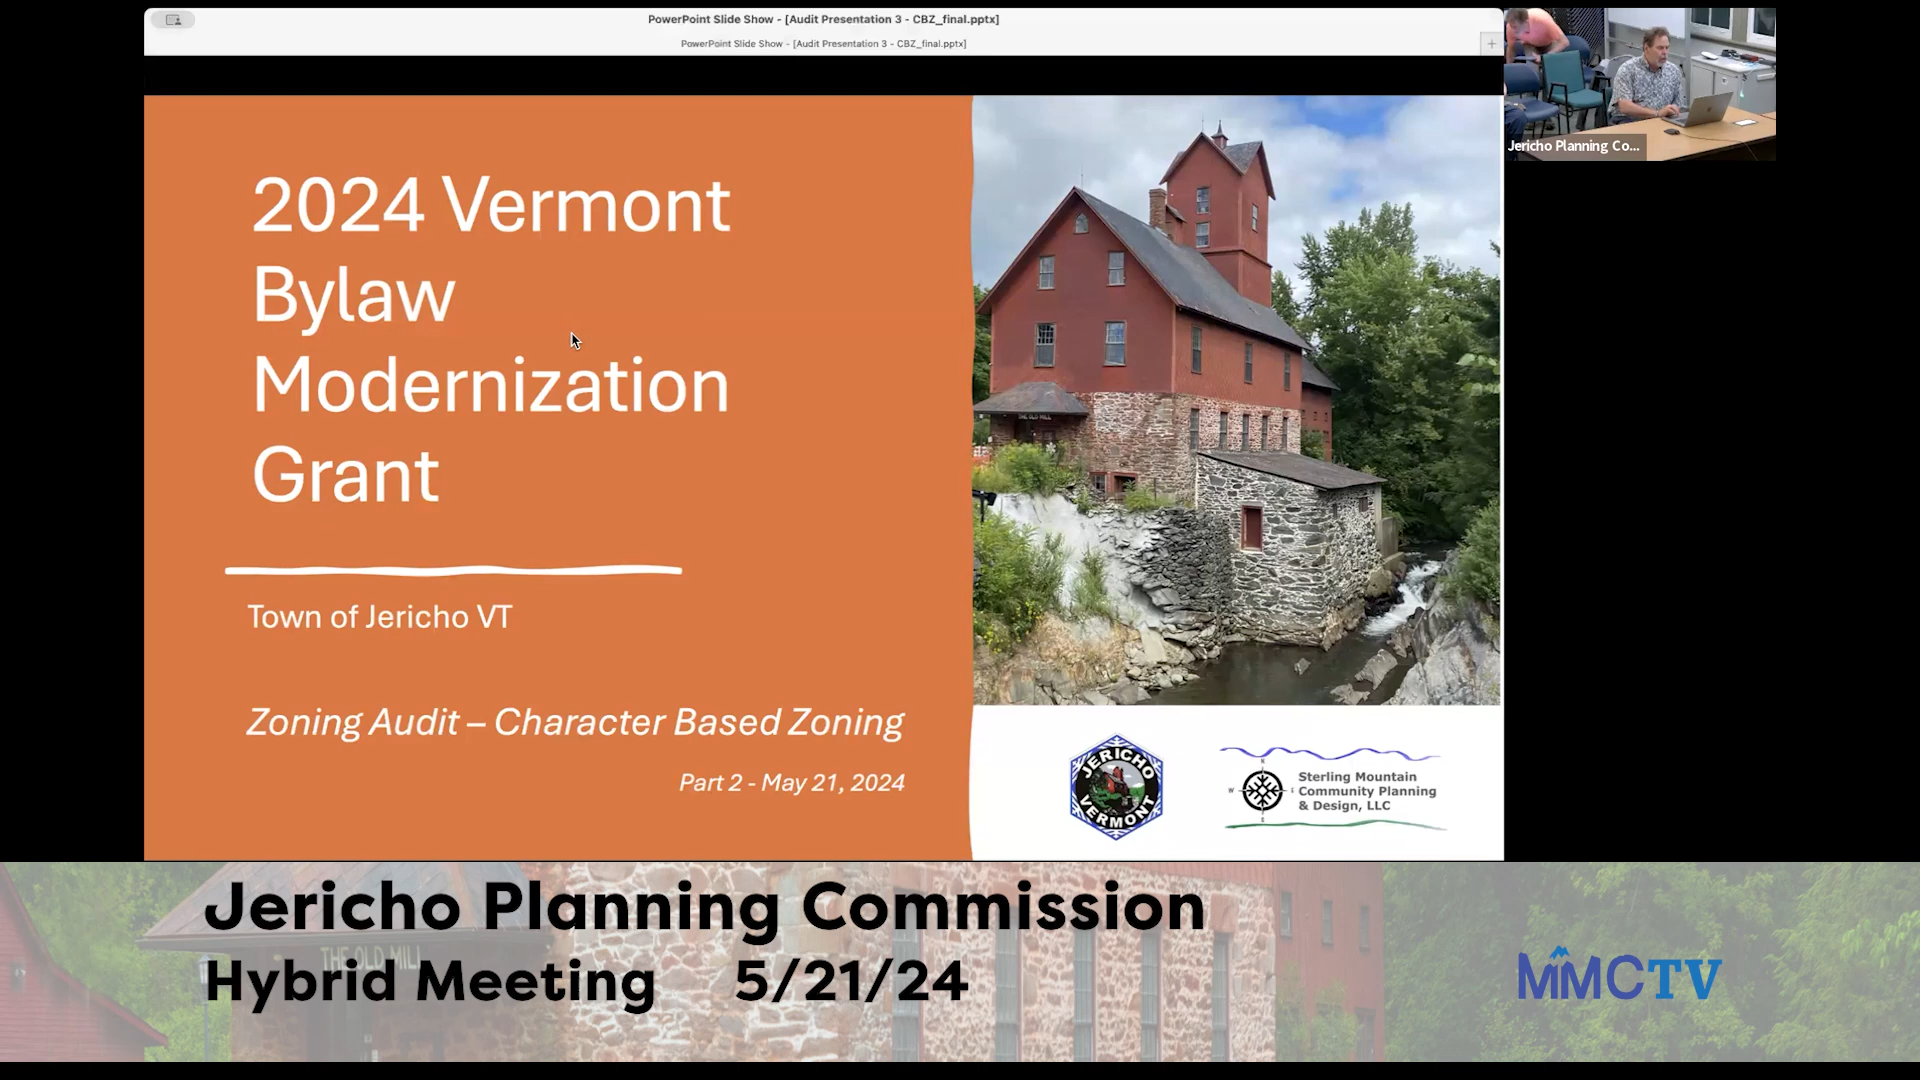 PowerPoint Slide Show - [Audit Presentation 3 - CBZ_final.pptx]
PowerPoint Slide Show - [Audit Presentation 3 - CBZ_final.pptx]
Jericho Planning Co...
2024 Vermont
Bylaw
Modernization
Grant
Town of Jericho VT
Zoning Audit – Character Based Zoning
Part 2 - May 21, 2024
THE OLD MILL
JERICHO
VERMONT
N
W
E
S
Sterling Mountain
Community Planning
& Design, LLC
THE OLD MILL
Jericho Planning Commission
Hybrid Meeting 5/21/24
MMCTV